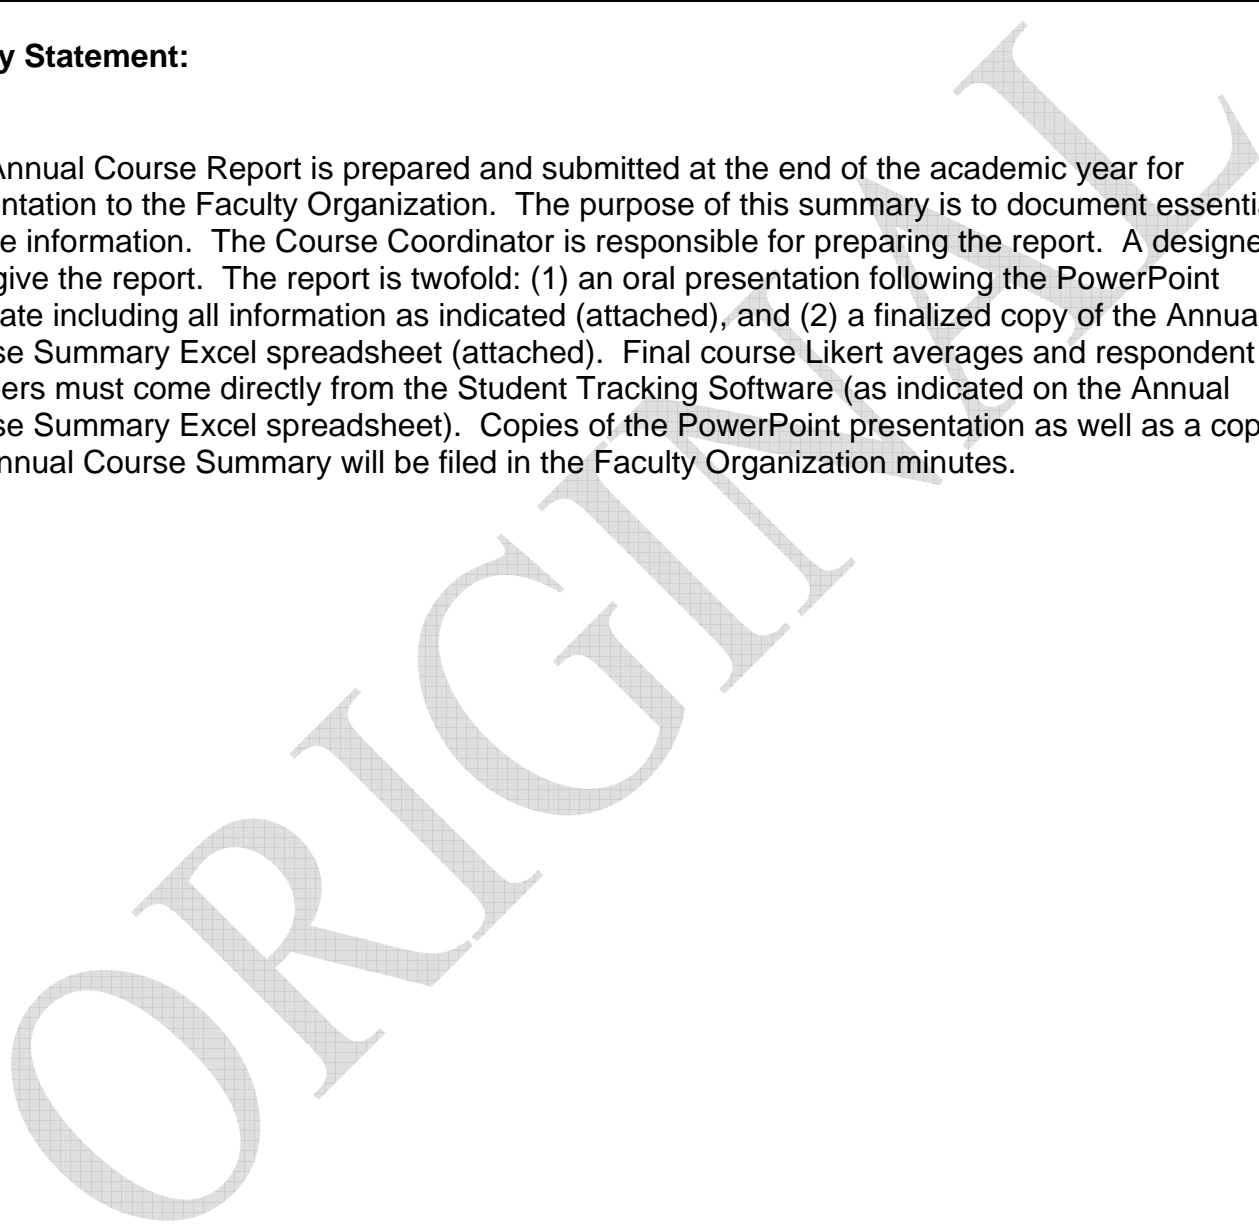 y Statement:
Annual Course Report is prepared and submitted at the end of the academic year for
ntation to the Faculty Organization. The purpose of this summary is to document essenti
e information. The Course Coordinator is responsible for preparing the report. A designe
give the report. The report is twofold: (1) an oral presentation following the PowerPoint
ate including all information as indicated (attached), and (2) a finalized copy of the Annua
se Summary Excel spreadsheet (attached). Final course Likert averages and respondent
ers must come directly from the Student Tracking Software (as indicated on the Annual
se Summary Excel spreadsheet). Copies of the PowerPoint presentation as well as a cop
nnual Course Summary will be filed in the Faculty Organization minutes.
ORIGINAL